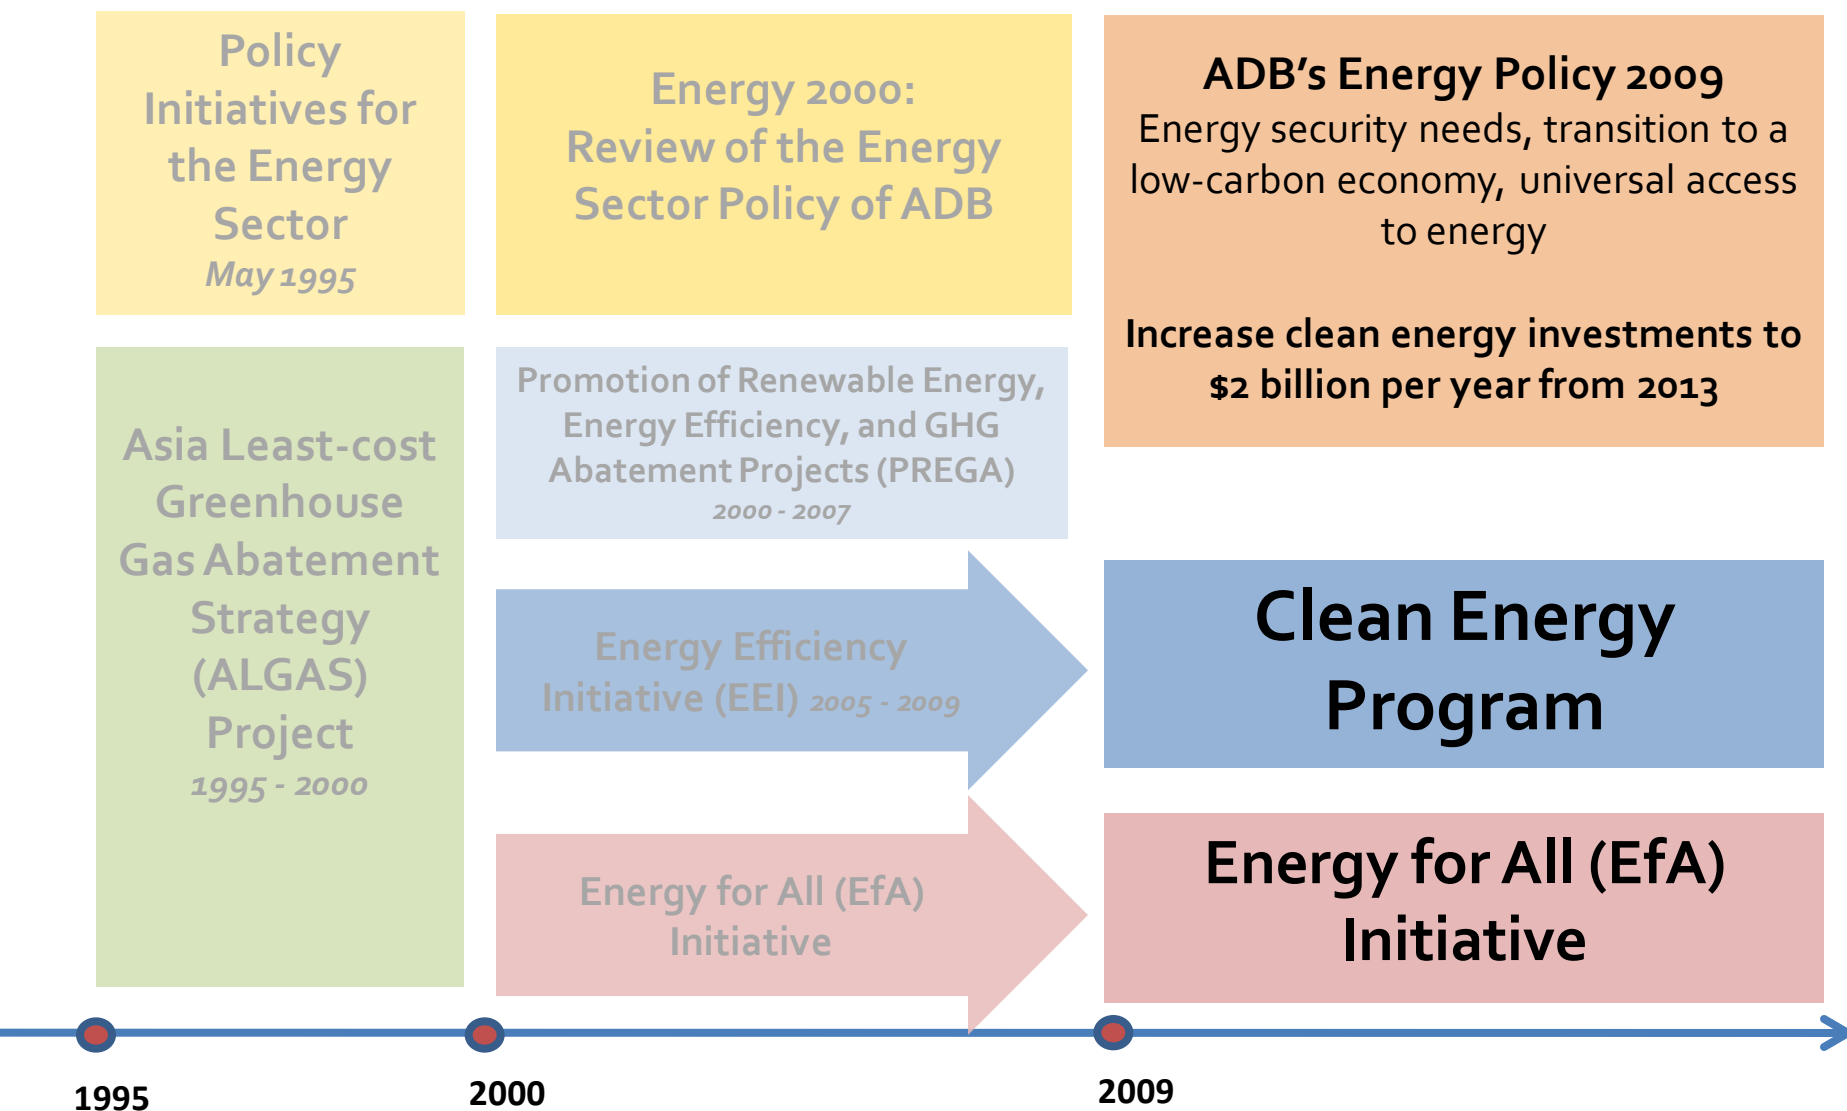 Policy
Initiatives for
the Energy
Sector
May 1995
Energy 2000:
Review of the Energy
Sector Policy of ADB
ADB’s Energy Policy 2009
Energy security needs, transition to a
low-carbon economy, universal access
to energy
Increase clean energy investments to
$2 billion per year from 2013
Asia Least-cost
Greenhouse
Gas Abatement
Strategy
(ALGAS)
Project
1995 - 2000
Promotion of Renewable Energy,
Energy Efficiency, and GHG
Abatement Projects (PREGA)
2000 - 2007
Energy Efficiency
Initiative (EEI) 2005 - 2009
Clean Energy
Program
Energy for All (EfA)
Initiative
Energy for All (EfA)
Initiative
1995
2000
2009